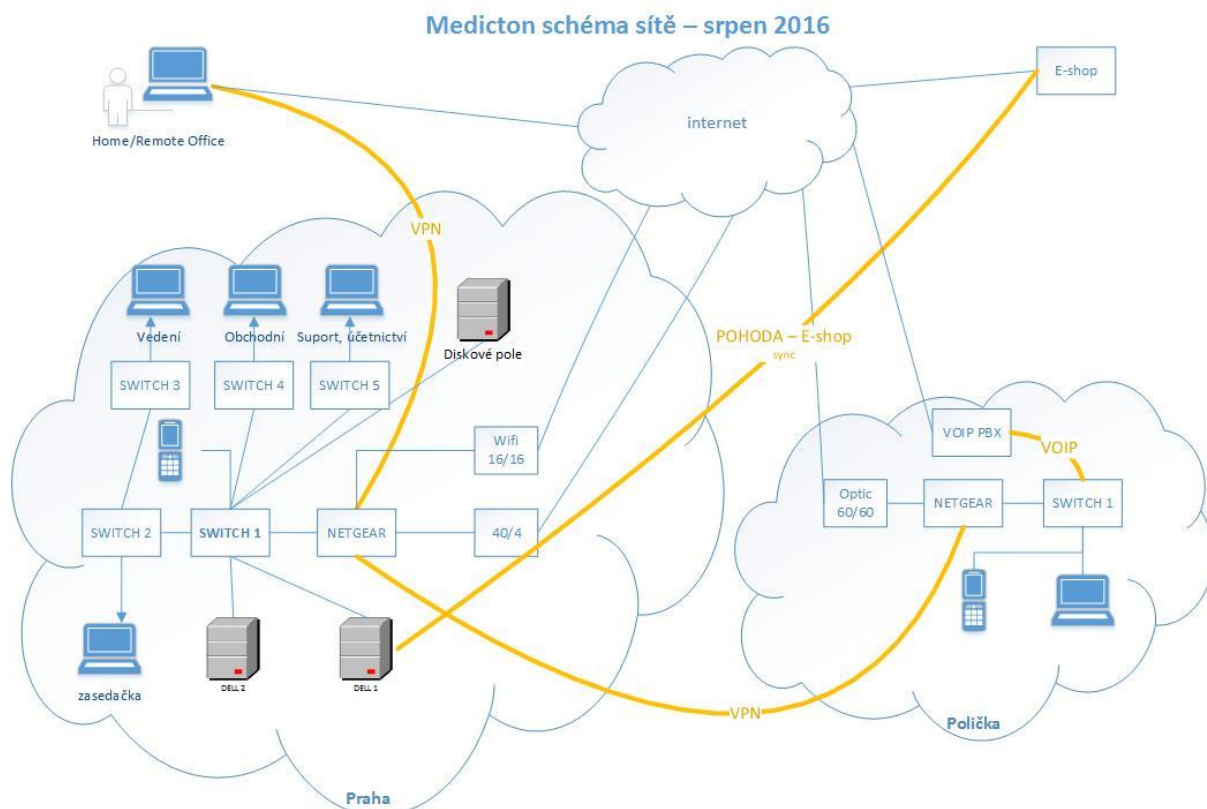 Medicton schéma sítě – srpen 2016
E-shop
internet
Home/Remote Office
VPN
Vedení
Obchodní
Suport, účetnictví
Diskové pole
POHODA – E-shop
sync
SWITCH 3
SWITCH 4
SWITCH 5
Wifi
16/16
VOIP PBX
VOIP
SWITCH 2
SWITCH 1
NETGEAR
40/4
Optic
60/60
NETGEAR
SWITCH 1
zasedačka
DELL 2
DELL 1
VPN
Polička
Praha